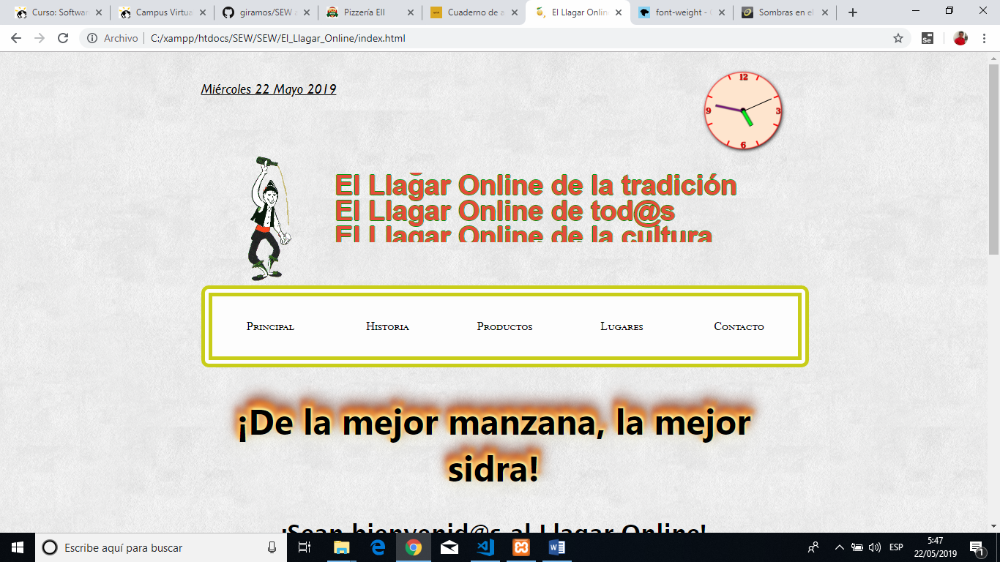 Curso: Softwar
Campus Virtua
giramos/SEW a
Pizzería Ell
Cuaderno de a
El Llagar Onlin
font-weight - C
Sombras en el
Archivo
C:/xampp/htdocs/SEW/SEW/El_Llagar_Online/index.html
Se
Miércoles 22 Mayo 2019
12
9
3
6
El Llagar Online de la tradición
El Llagar Online de tod@s
El Llagar Online de la cultura
Principal
Historia
Productos
Lugares
Contacto
¡De la mejor manzana, la mejor
sidra!
¡Sean bienvenid@s al Llagar Online!
Escribe aquí para buscar
ESP
5:47
22/05/2019
1